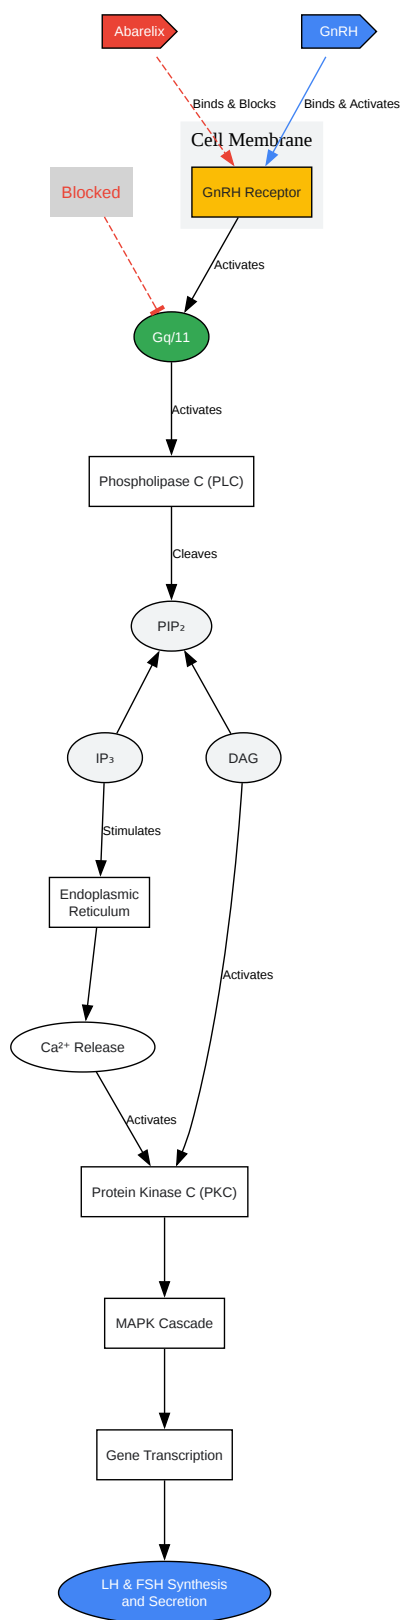 Abarelix
GnRH
Binds & Blocks
Binds & Activates
Cell Membrane
Blocked
GnRH Receptor
Activates
Gq/11
Activates
Phospholipase C (PLC)
Cleaves
PIP₂
IP₃
DAG
Stimulates
Endoplasmic
Reticulum
Activates
Ca²⁺ Release
Activates
Protein Kinase C (PKC)
MAPK Cascade
Gene Transcription
LH & FSH Synthesis
and Secretion